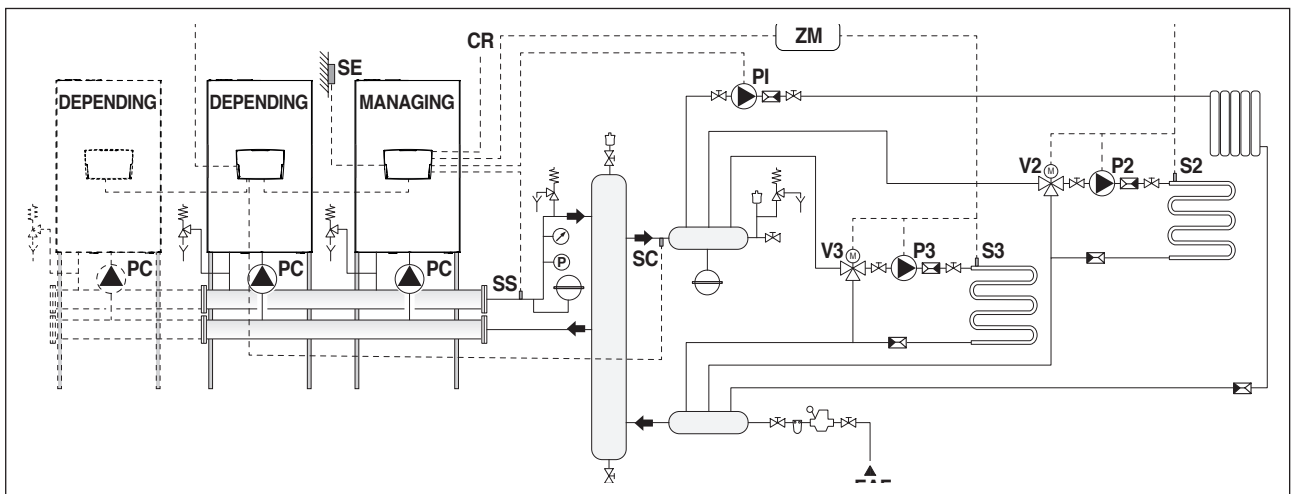 CR
ZM
SE
PI
DEPENDING
DEPENDING
MANAGING
V2
M
P2
S2
V3
M
P3
S3
SC
PC
PC
PC
SS
P